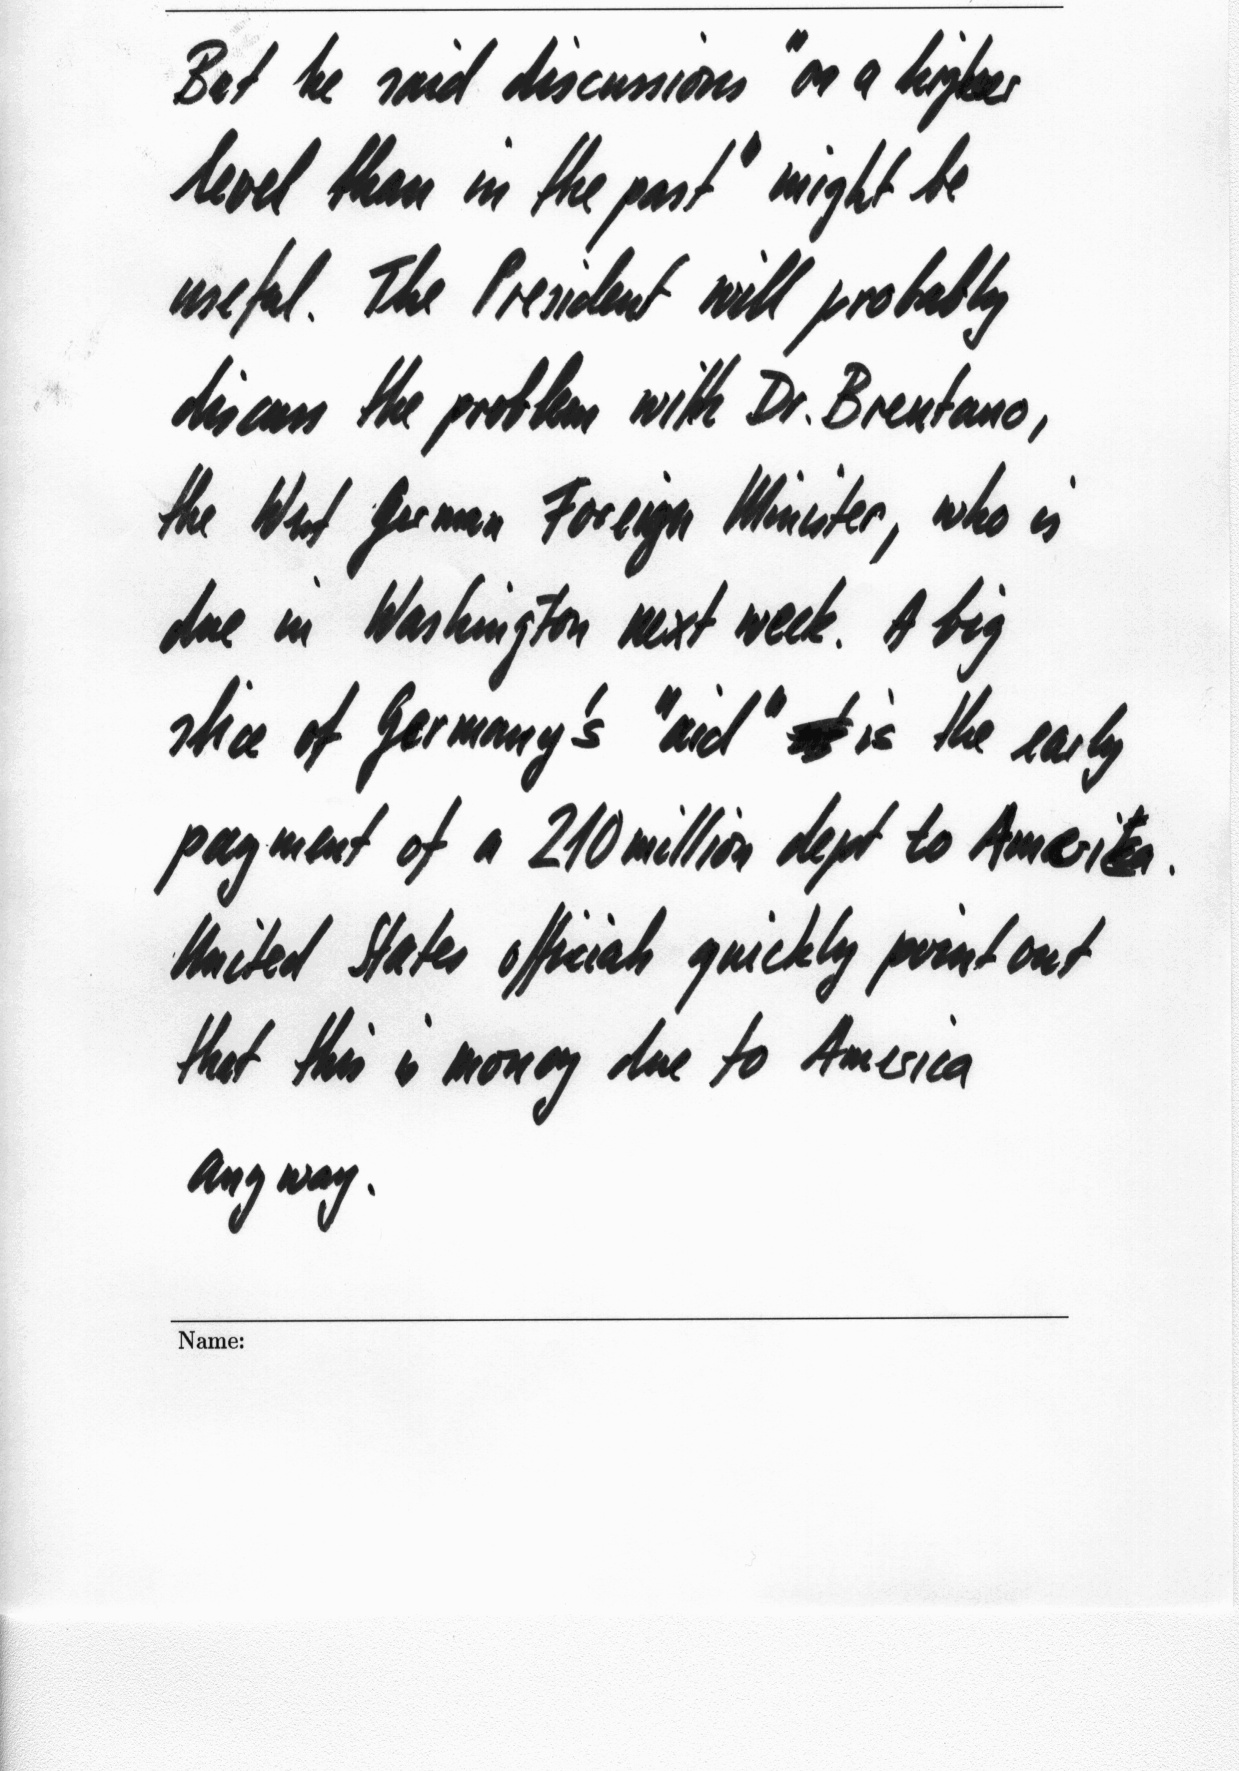 But he said discussions "on a higher
level than in the past" might be
useful. The President will probably
discuss the problem with Dr. Brentano,
the West German Foreign Minister, who is
due in Washington next week. A big
slice of Germany's "aid" is the early
payment of a 210 million dept to America.
United States officials quickly point out
that this is money due to America
anyway.
Name: